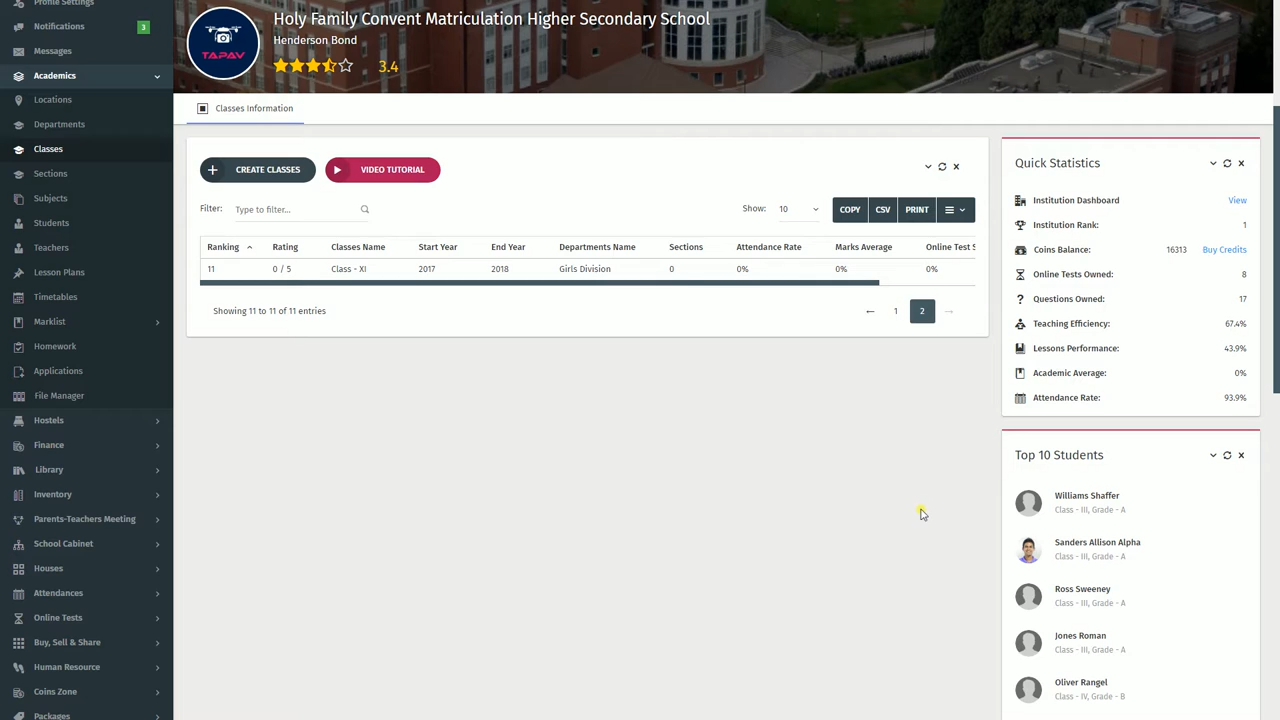 Profile Settings
Notifications 3
Messages
Academics
Locations
Departments
Classes
Sections
Subjects
Students
Teachers
Lesson Plans
Timetables
Marklist
Homework
Applications
File Manager
Hostels
Finance
Library
Inventory
Parents-Teachers Meeting
School Cabinet
Houses
Attendances
Online Tests
Buy, Sell & Share
Human Resource
Coins Zone
Packages
TAPAV
Holy Family Convent Matriculation Higher Secondary School
Henderson Bond
3.4
Classes Information
CREATE CLASSES VIDEO TUTORIAL
Filter: Type to filter... Show: 10 COPY CSV PRINT
Ranking Rating Classes Name Start Year End Year Departments Name Sections Attendance Rate Marks Average Online Test S
11 0 / 5 Class - XI 2017 2018 Girls Division 0 0% 0% 0%
Showing 11 to 11 of 11 entries ← 1 2 →
Quick Statistics
Institution Dashboard View
Institution Rank: 1
Coins Balance: 16313 Buy Credits
Online Tests Owned: 8
Questions Owned: 17
Teaching Efficiency: 67.4%
Lessons Performance: 43.9%
Academic Average: 0%
Attendance Rate: 93.9%
Top 10 Students
Williams Shaffer
Class - III, Grade - A
Sanders Allison Alpha
Class - III, Grade - A
Ross Sweeney
Class - III, Grade - A
Jones Roman
Class - III, Grade - A
Oliver Rangel
Class - IV, Grade - B